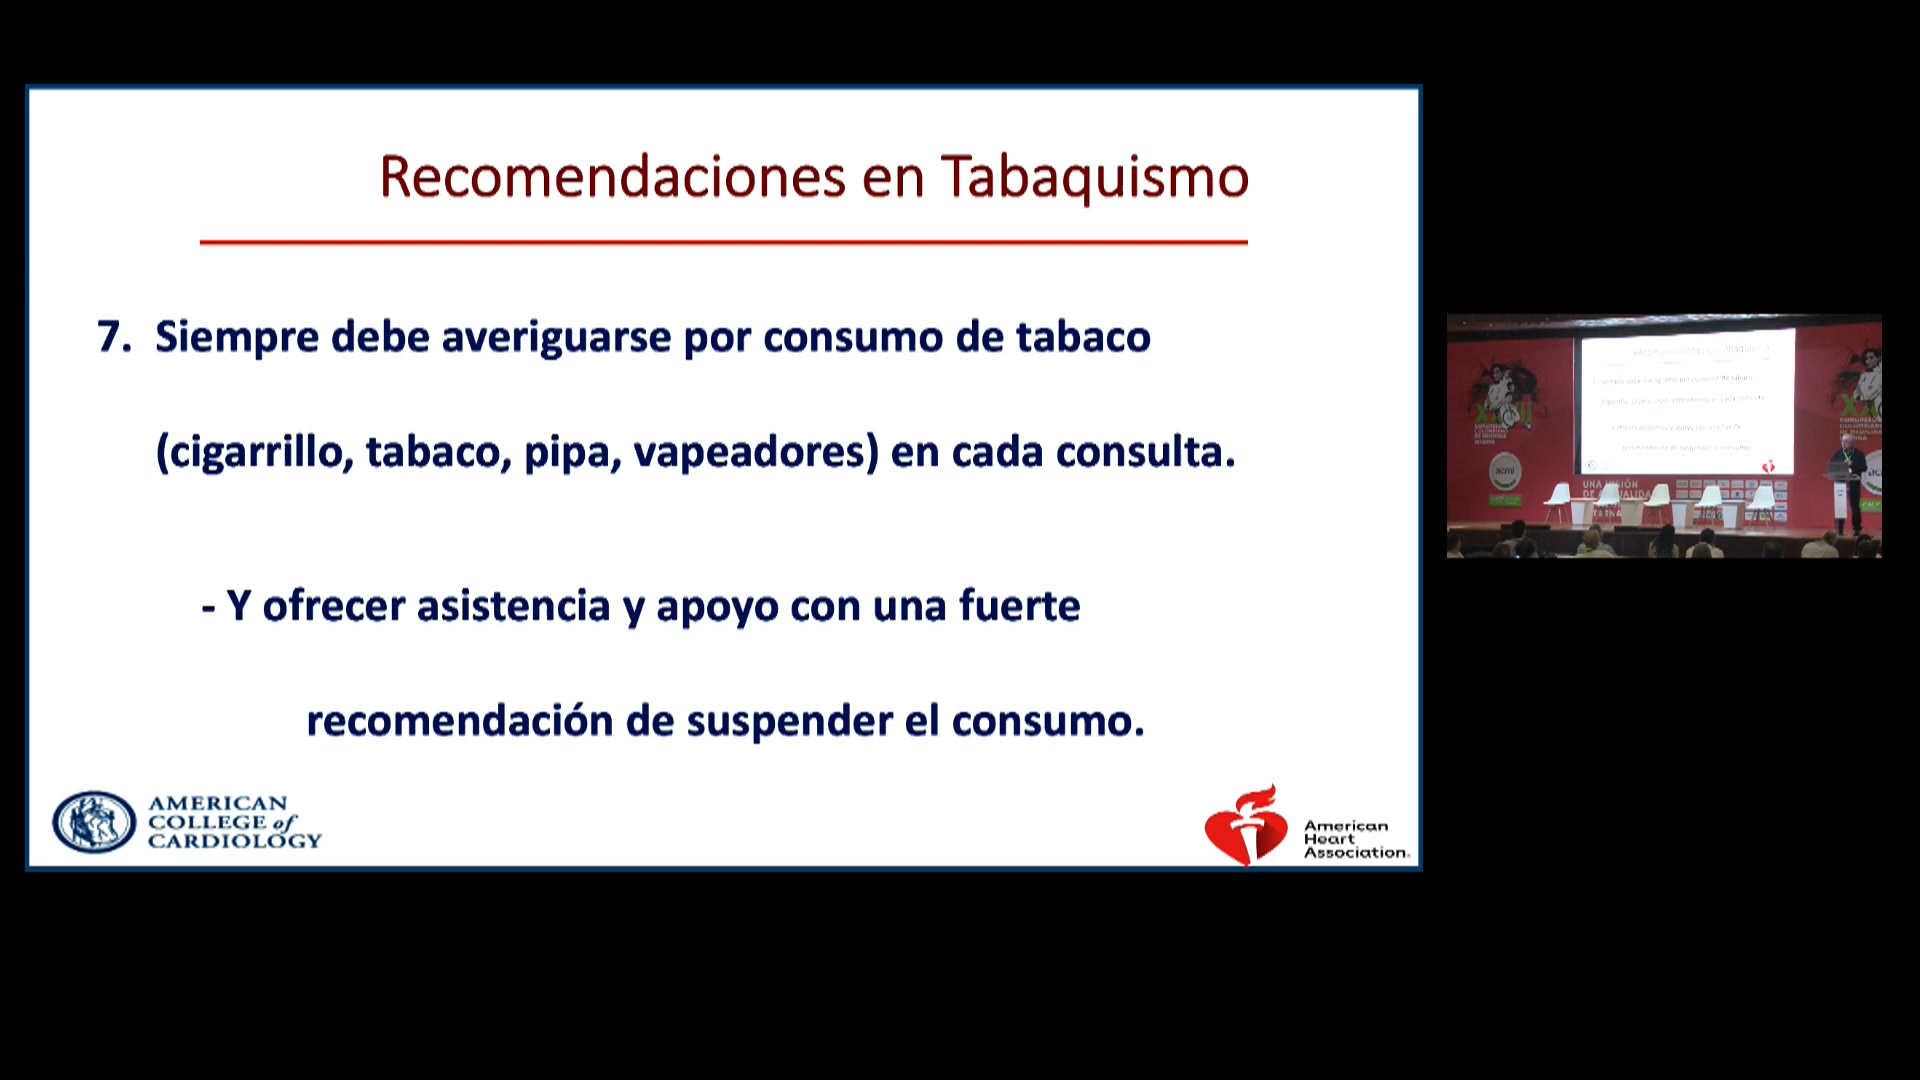 Recomendaciones en Tabaquismo
7. Siempre debe averiguarse por consumo de tabaco
(cigarrillo, tabaco, pipa, vapeadores) en cada consulta.
- Y ofrecer asistencia y apoyo con una fuerte
recomendación de suspender el consumo.
AMERICAN
COLLEGE of
CARDIOLOGY
American
Heart
Association.
acmi